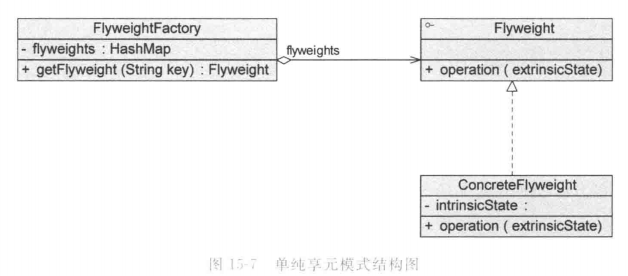 FlyweightFactory
- flyweights : HashMap
+ getFlyweight (String key) : Flyweight
flyweights
Flyweight
+ operation ( extrinsicState)
ConcreteFlyweight
- intrinsicState :
+ operation ( extrinsicState)
图 15-7 单纯享元模式结构图